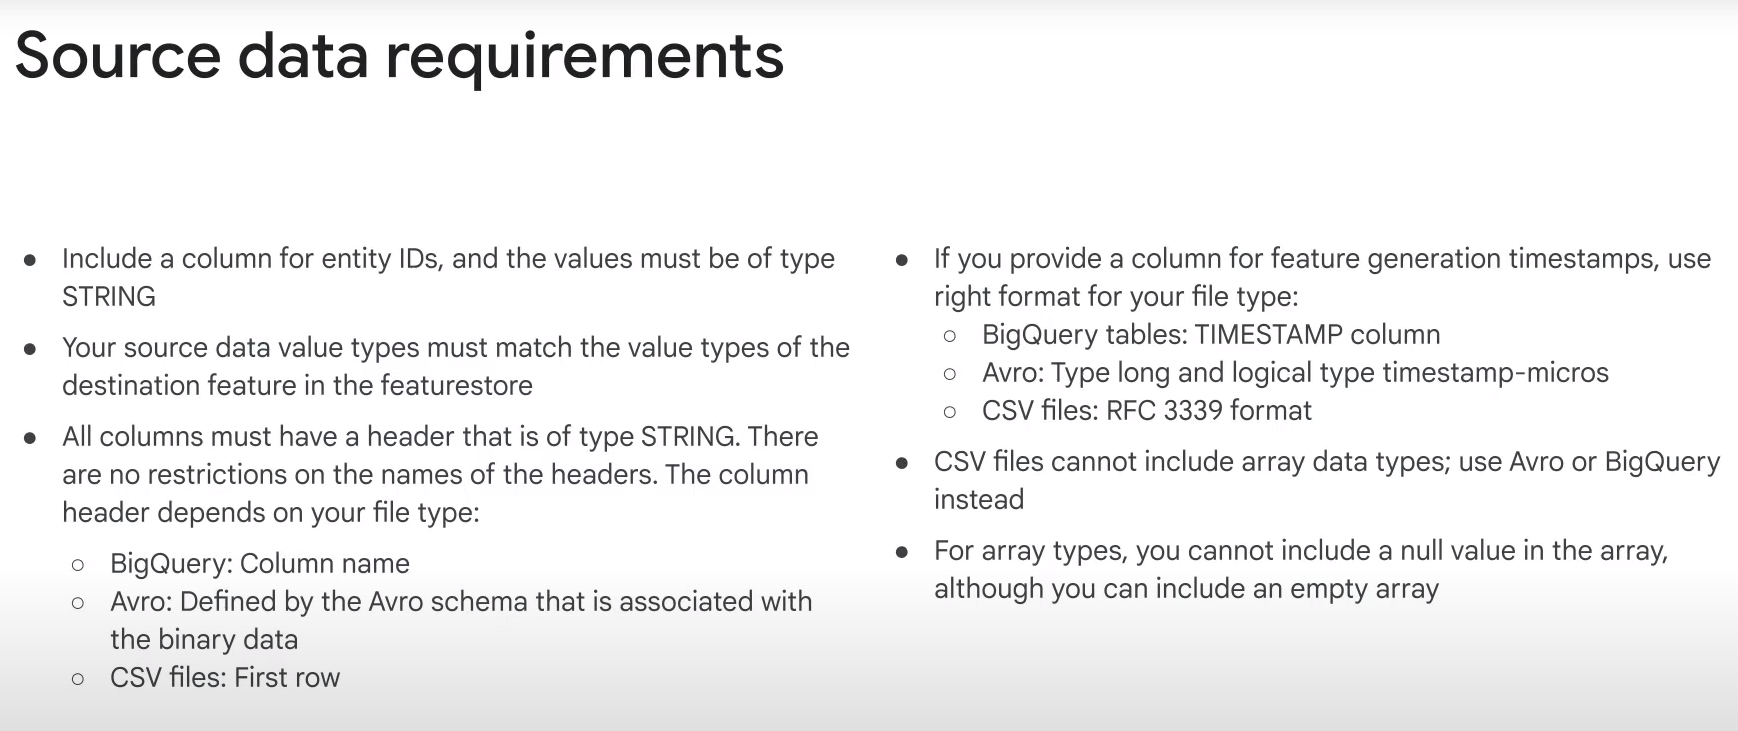 Source data requirements
● Include a column for entity IDs, and the values must be of type
STRING
● Your source data value types must match the value types of the
destination feature in the featurestore
● All columns must have a header that is of type STRING. There
are no restrictions on the names of the headers. The column
header depends on your file type:
○ BigQuery: Column name
○ Avro: Defined by the Avro schema that is associated with
the binary data
○ CSV files: First row
● If you provide a column for feature generation timestamps, use
right format for your file type:
○ BigQuery tables: TIMESTAMP column
○ Avro: Type long and logical type timestamp-micros
○ CSV files: RFC 3339 format
● CSV files cannot include array data types; use Avro or BigQuery
instead
● For array types, you cannot include a null value in the array,
although you can include an empty array